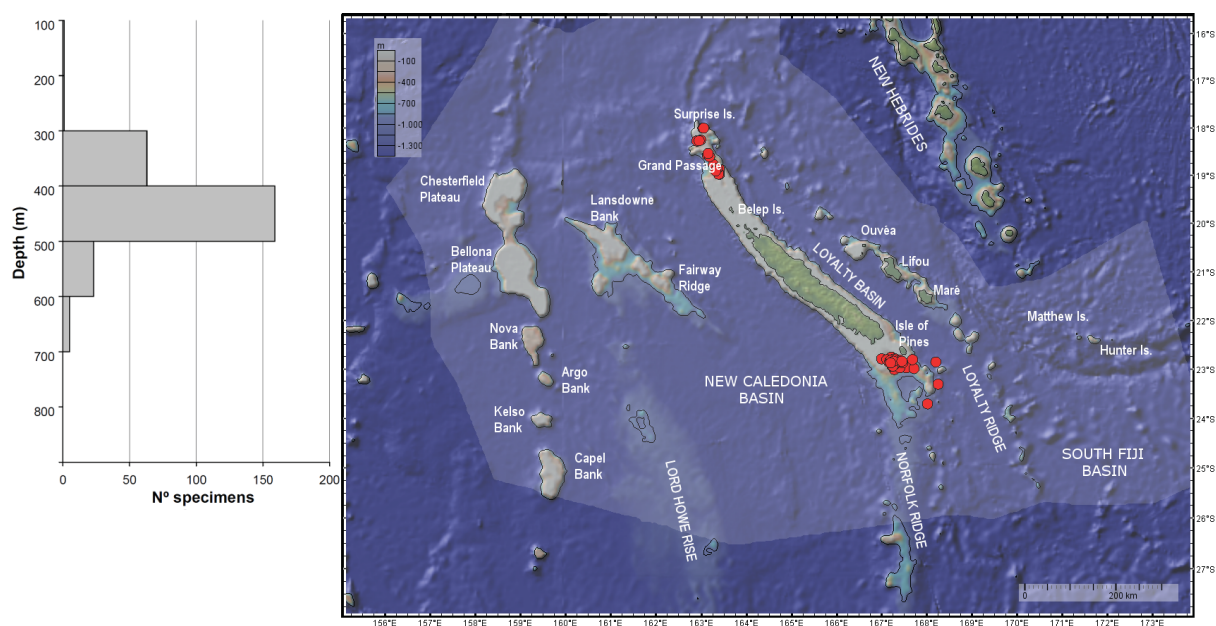 100
200
300
400
500
600
700
800
Depth (m)
0
50
100
150
200
Nº specimens
m
-100
-400
-700
-1.000
-1.300
Surprise Is.
Grand Passage
Belep Is.
Chesterfield
Plateau
Lansdowne
Bank
Bellona
Plateau
Fairway
Ridge
Nova
Bank
Argo
Bank
Kelso
Bank
Capel
Bank
NEW HEBRIDES
Ouvéa
Lifou
Maré
LOYALTY BASIN
Isle of
Pines
Matthew Is.
Hunter Is.
NEW CALEDONIA
BASIN
LOYALTY RIDGE
SOUTH FIJI
BASIN
LORD HOWE RISE
NORFOLK RIDGE
0
200 km
16°S
17°S
18°S
19°S
20°S
21°S
22°S
23°S
24°S
25°S
26°S
27°S
156°E
157°E
158°E
159°E
160°E
162°E
163°E
164°E
165°E
166°E
167°E
168°E
169°E
170°E
171°E
172°E
173°E